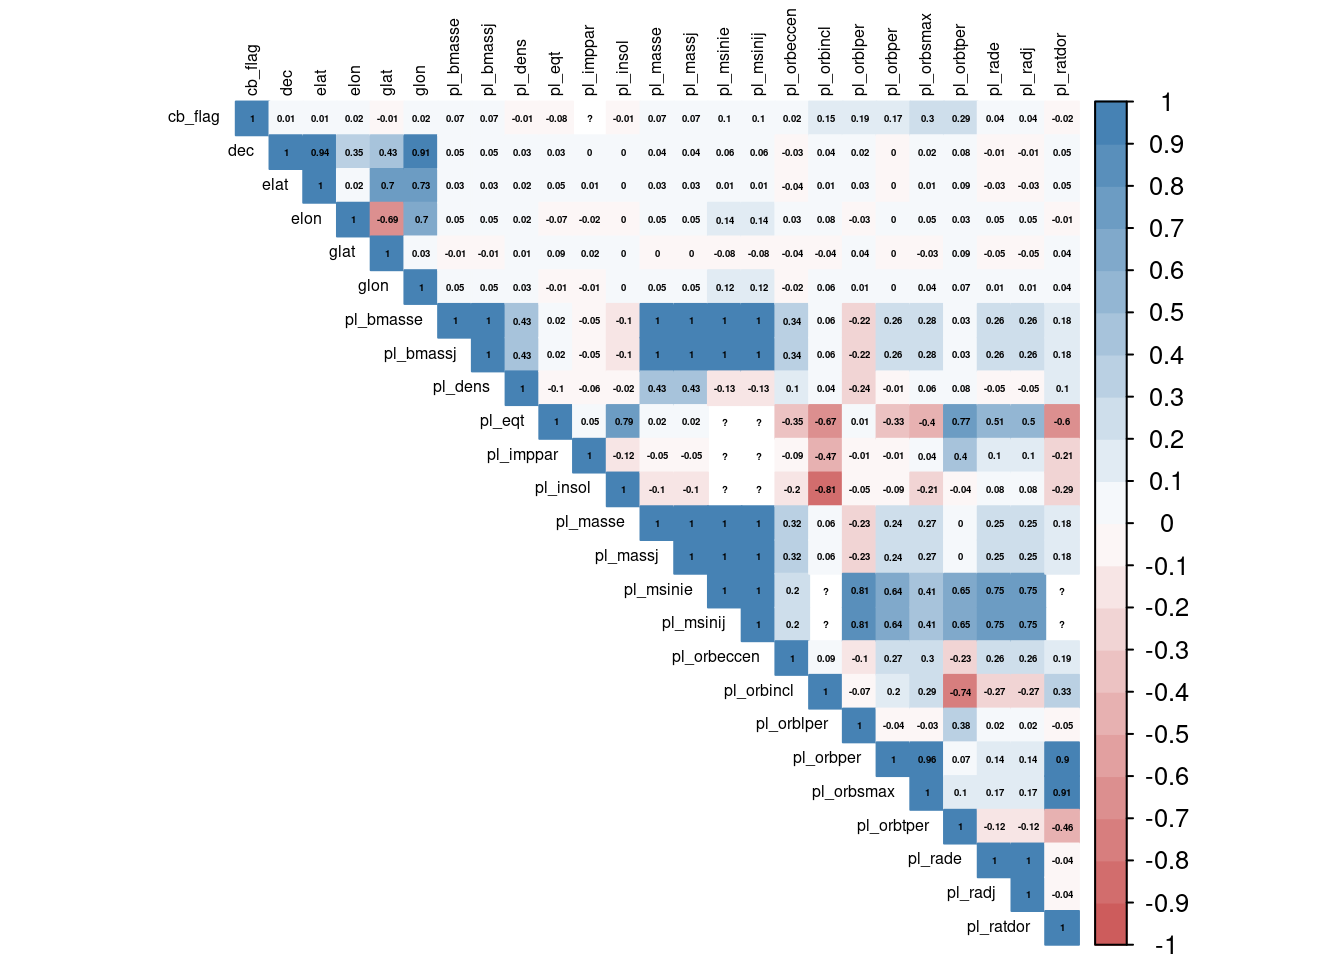 cb_flag dec elat elon glat glon pl_bmasse pl_bmassj pl_dens pl_eqt pl_imppar pl_insol pl_masse pl_massj pl_msinie pl_msinij pl_orbeccen pl_orbincl pl_orblper pl_orbper pl_orbsmax pl_orbtper pl_rade pl_radj pl_ratdor
cb_flag 1 0.01 0.01 0.02 -0.01 0.02 0.07 0.07 -0.01 -0.08 ? -0.01 0.07 0.07 0.1 0.1 0.02 0.15 0.19 0.17 0.3 0.29 0.04 0.04 -0.02
dec 1 0.94 0.35 0.43 0.91 0.05 0.05 0.03 0.03 0 0 0.04 0.04 0.06 0.06 -0.03 0.04 0.02 0 0.02 0.08 -0.01 -0.01 0.05
elat 1 0.02 0.7 0.73 0.03 0.03 0.02 0.05 0.01 0 0.03 0.03 0.01 0.01 -0.04 0.01 0.03 0 0.01 0.09 -0.03 -0.03 0.05
elon 1 -0.69 0.7 0.05 0.05 0.02 -0.07 -0.02 0 0.05 0.05 0.14 0.14 0.03 0.08 -0.03 0 0.05 0.03 0.05 0.05 -0.01
glat 1 0.03 -0.01 -0.01 0.01 0.09 0.02 0 0 0 -0.08 -0.08 -0.04 -0.04 0.04 0 -0.03 0.09 -0.05 -0.05 0.04
glon 1 0.05 0.05 0.03 -0.01 -0.01 0 0.05 0.05 0.12 0.12 -0.02 0.06 0.01 0 0.04 0.07 0.01 0.01 0.04
pl_bmasse 1 1 0.43 0.02 -0.05 -0.1 1 1 1 1 0.34 0.06 -0.22 0.26 0.28 0.03 0.26 0.26 0.18
pl_bmassj 1 0.43 0.02 -0.05 -0.1 1 1 1 1 0.34 0.06 -0.22 0.26 0.28 0.03 0.26 0.26 0.18
pl_dens 1 -0.1 -0.06 -0.02 0.43 0.43 -0.13 -0.13 0.1 0.04 -0.24 -0.01 0.06 0.08 -0.05 -0.05 0.1
pl_eqt 1 0.05 0.79 0.02 0.02 ? ? -0.35 -0.67 0.01 -0.33 -0.4 0.77 0.51 0.5 -0.6
pl_imppar 1 -0.12 -0.05 -0.05 ? ? -0.09 -0.47 -0.01 -0.01 0.04 0.4 0.1 0.1 -0.21
pl_insol 1 -0.1 -0.1 ? ? -0.2 -0.81 -0.05 -0.09 -0.21 -0.04 0.08 0.08 -0.29
pl_masse 1 1 1 1 0.32 0.06 -0.23 0.24 0.27 0 0.25 0.25 0.18
pl_massj 1 1 1 0.32 0.06 -0.23 0.24 0.27 0 0.25 0.25 0.18
pl_msinie 1 1 0.2 ? 0.81 0.64 0.41 0.65 0.75 0.75 ?
pl_msinij 1 0.2 ? 0.81 0.64 0.41 0.65 0.75 0.75 ?
pl_orbeccen 1 0.09 -0.1 0.27 0.3 -0.23 0.26 0.26 0.19
pl_orbincl 1 -0.07 0.2 0.29 -0.74 -0.27 -0.27 0.33
pl_orblper 1 -0.04 -0.03 0.38 0.02 0.02 -0.05
pl_orbper 1 0.96 0.07 0.14 0.14 0.9
pl_orbsmax 1 0.1 0.17 0.17 0.91
pl_orbtper 1 -0.12 -0.12 -0.46
pl_rade 1 1 -0.04
pl_radj 1 -0.04
pl_ratdor 1
1
0.9
0.8
0.7
0.6
0.5
0.4
0.3
0.2
0.1
0
-0.1
-0.2
-0.3
-0.4
-0.5
-0.6
-0.7
-0.8
-0.9
-1